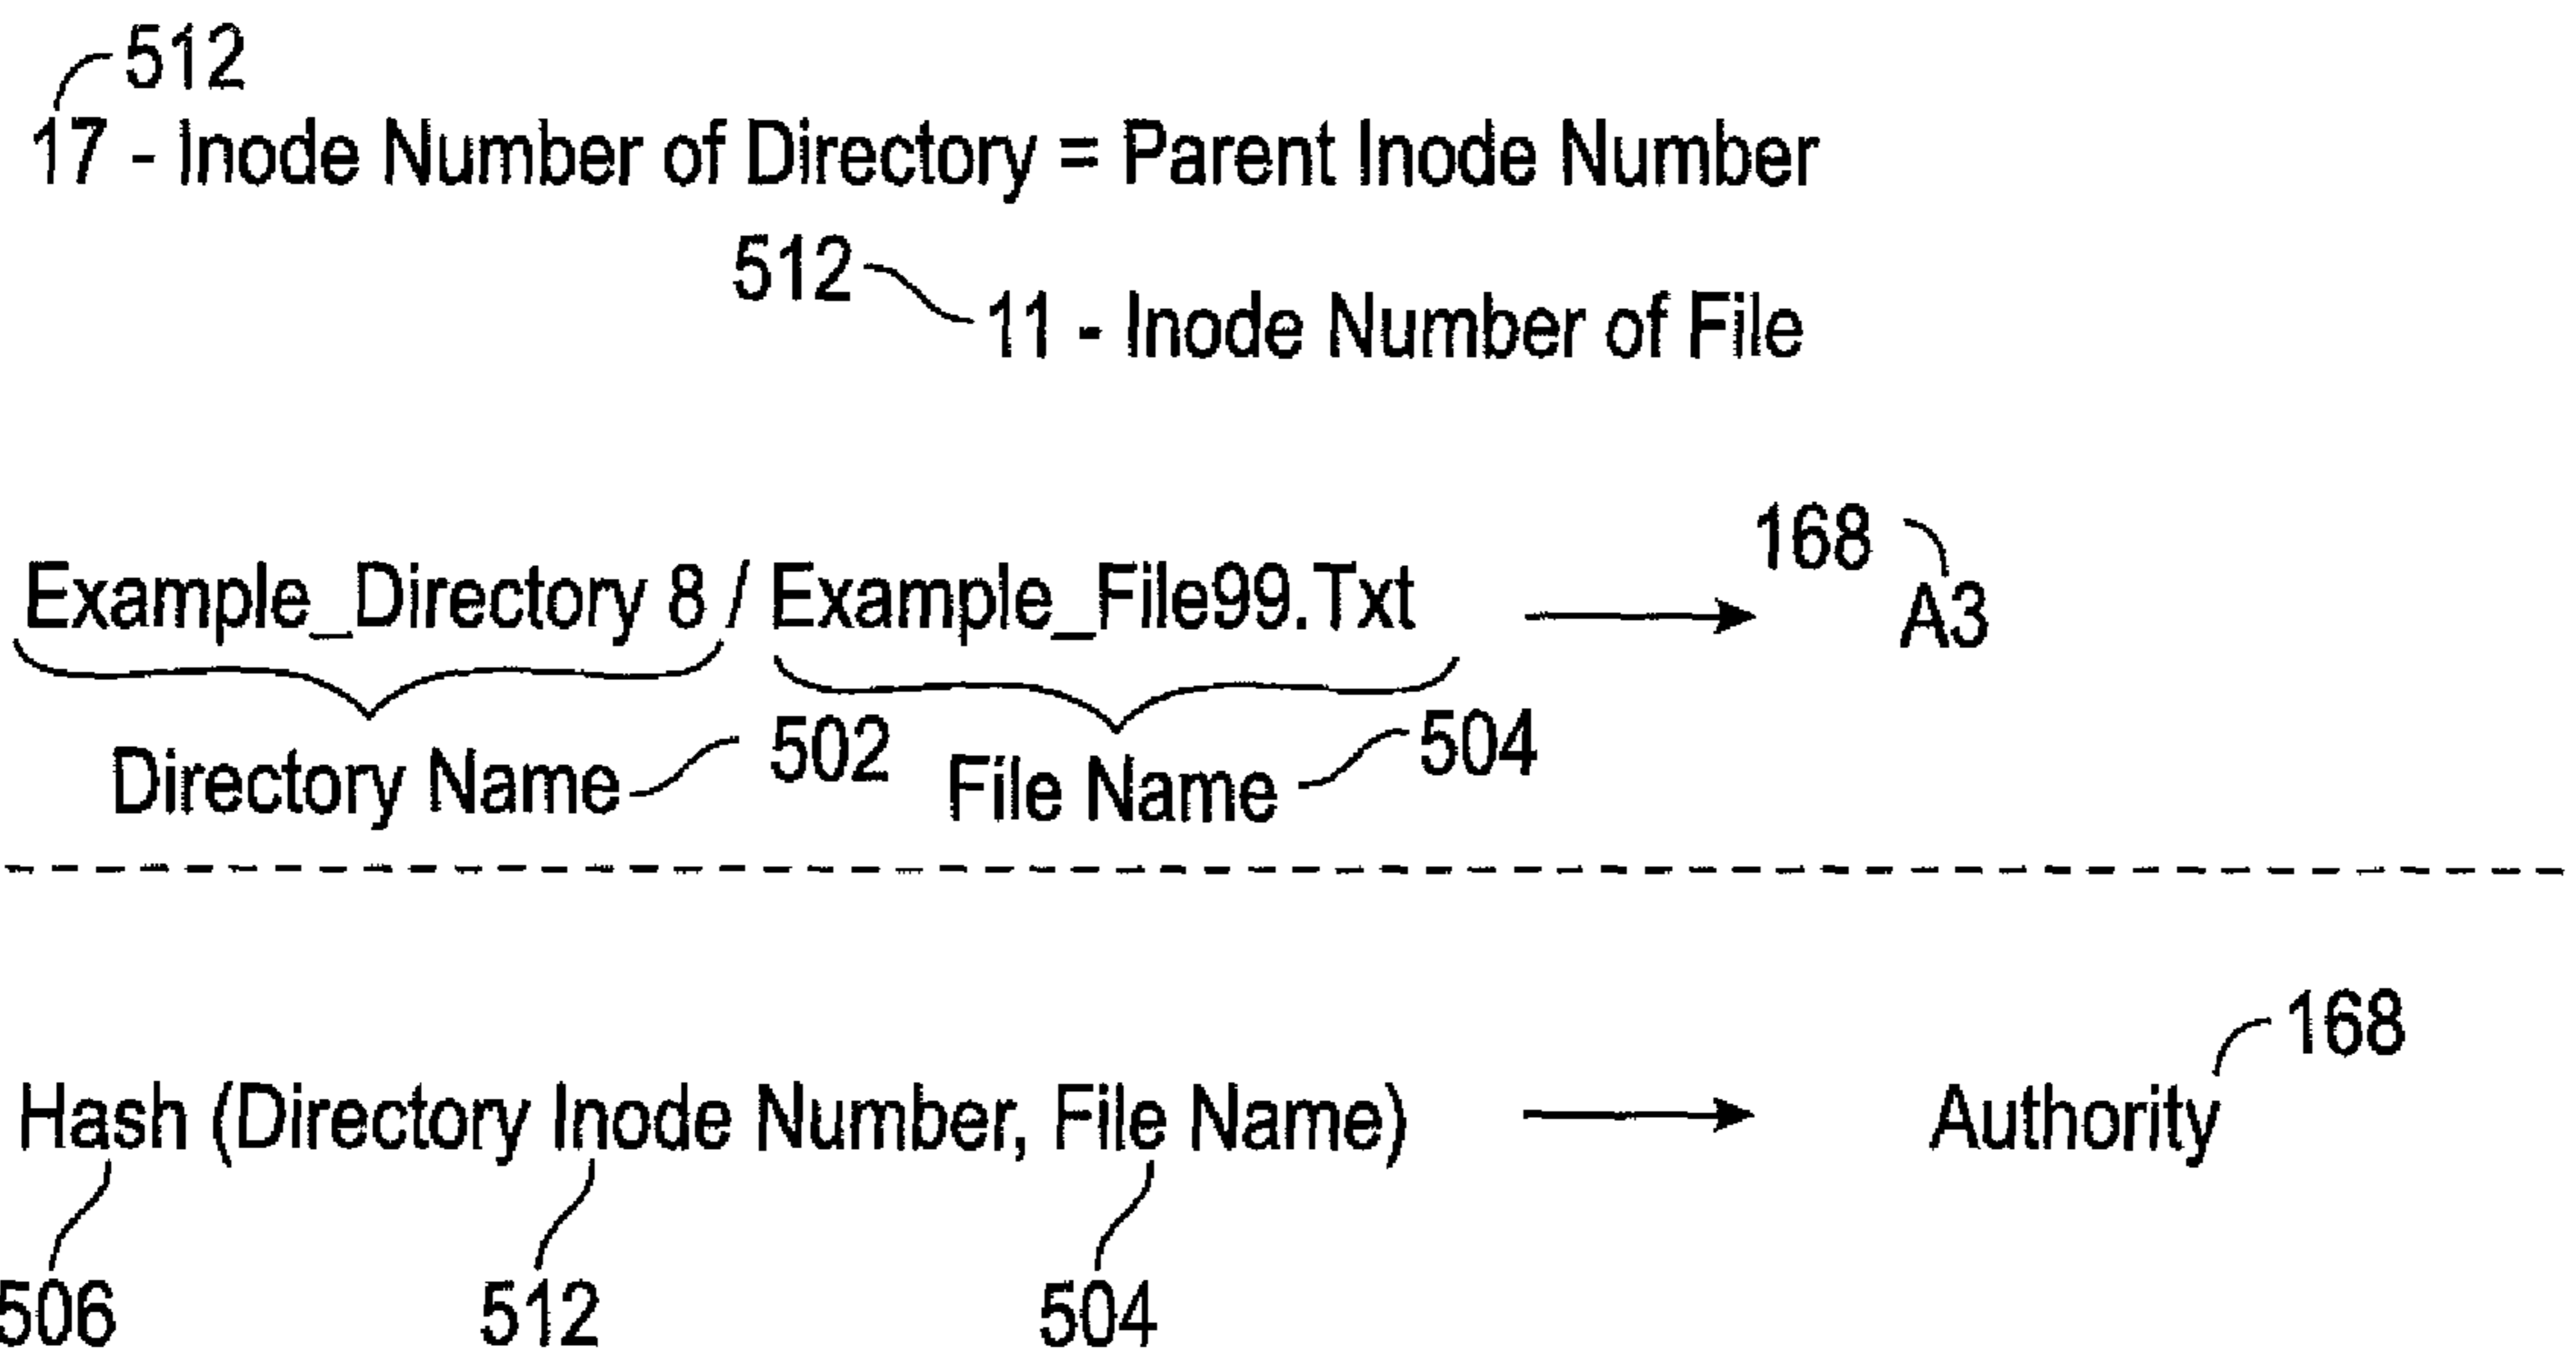 512
17 - Inode Number of Directory = Parent Inode Number
512
11 - Inode Number of File
168
Example_Directory 8 / Example_File99.Txt A3
502 504
Directory Name File Name
168
Hash (Directory Inode Number, File Name) Authority
506 512 504